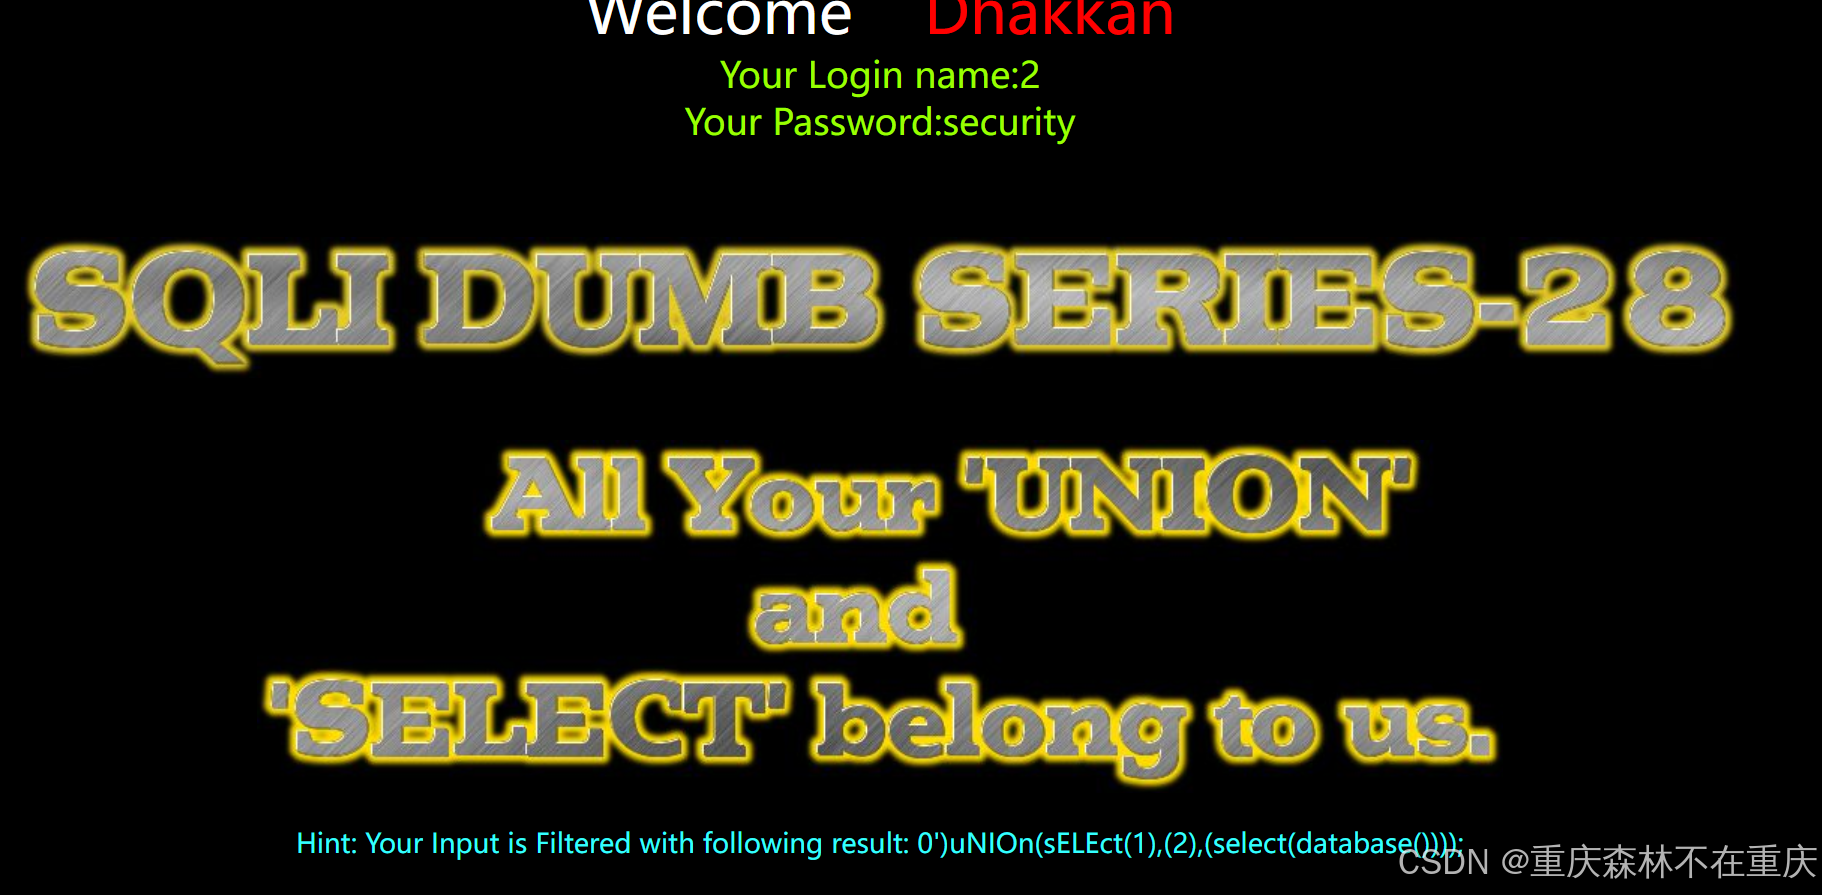 Welcome Dhakkan
Your Login name:2
Your Password:security
SQLI DUMB SERIES-28
All Your 'UNION'
and
'SELECT' belong to us.
Hint: Your Input is Filtered with following result: 0')uNIOn(sELEct(1),(2),(select(database())));
CSDN @重庆森林不在重庆